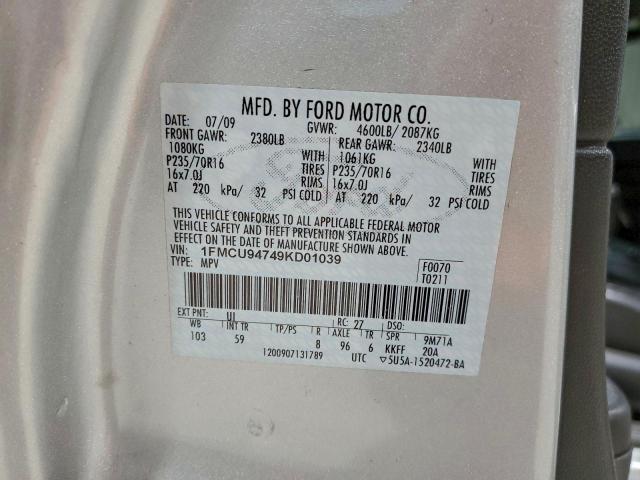 MFD. BY FORD MOTOR CO.
DATE: 07/09 GVWR: 4600LB/ 2087KG
FRONT GAWR: 2380LB REAR GAWR: 2340LB
1080KG 1061KG
P235/70R16 TIRES P235/70R16 TIRES
16x7.0J RIMS 16x7.0J RIMS
AT 220 kPa/ 32 PSI COLD AT 220 kPa/ 32 PSI COLD
THIS VEHICLE CONFORMS TO ALL APPLICABLE FEDERAL MOTOR
VEHICLE SAFETY AND THEFT PREVENTION STANDARDS IN
EFFECT ON THE DATE OF MANUFACTURE SHOWN ABOVE.
VIN: 1FMCU94749KD01039
TYPE: MPV
F0070
T0211
EXT PNT: UI RC: 27 DSO:
WB INT TR TP/PS R AXLE TR SPR 9M71A
103 59 8 96 6 KKFF 20A
1200907131789 UTC ▽5U5A-1520472-BA